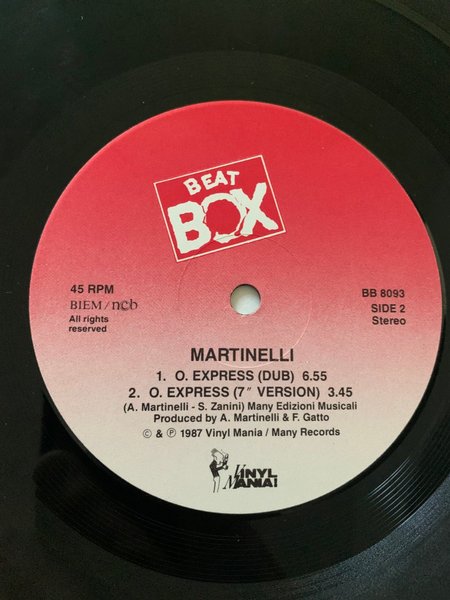 BEAT
BOX
45 RPM
BIEM/ncb
All rights
reserved
BB 8093
SIDE 2
Stereo
MARTINELLI
1. O. EXPRESS (DUB) 6.55
2. O. EXPRESS (7" VERSION) 3.45
(A. Martinelli - S. Zanini) Many Edizioni Musicali
Produced by A. Martinelli & F. Gatto
© & ℗ 1987 Vinyl Mania / Many Records
VINYL
MANIA!